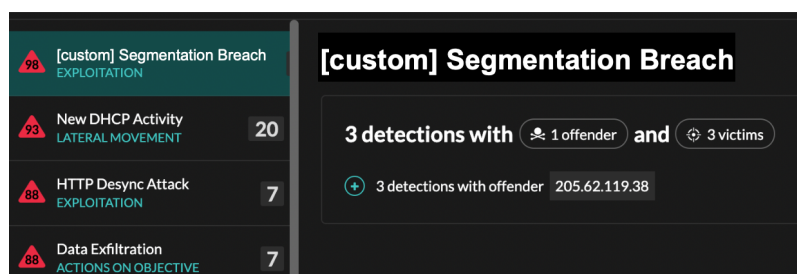 98
[custom] Segmentation Breach
EXPLOITATION
93
New DHCP Activity
LATERAL MOVEMENT
20
88
HTTP Desync Attack
EXPLOITATION
7
88
Data Exfiltration
ACTIONS ON OBJECTIVE
7
[custom] Segmentation Breach
3 detections with 1 offender and 3 victims
3 detections with offender 205.62.119.38